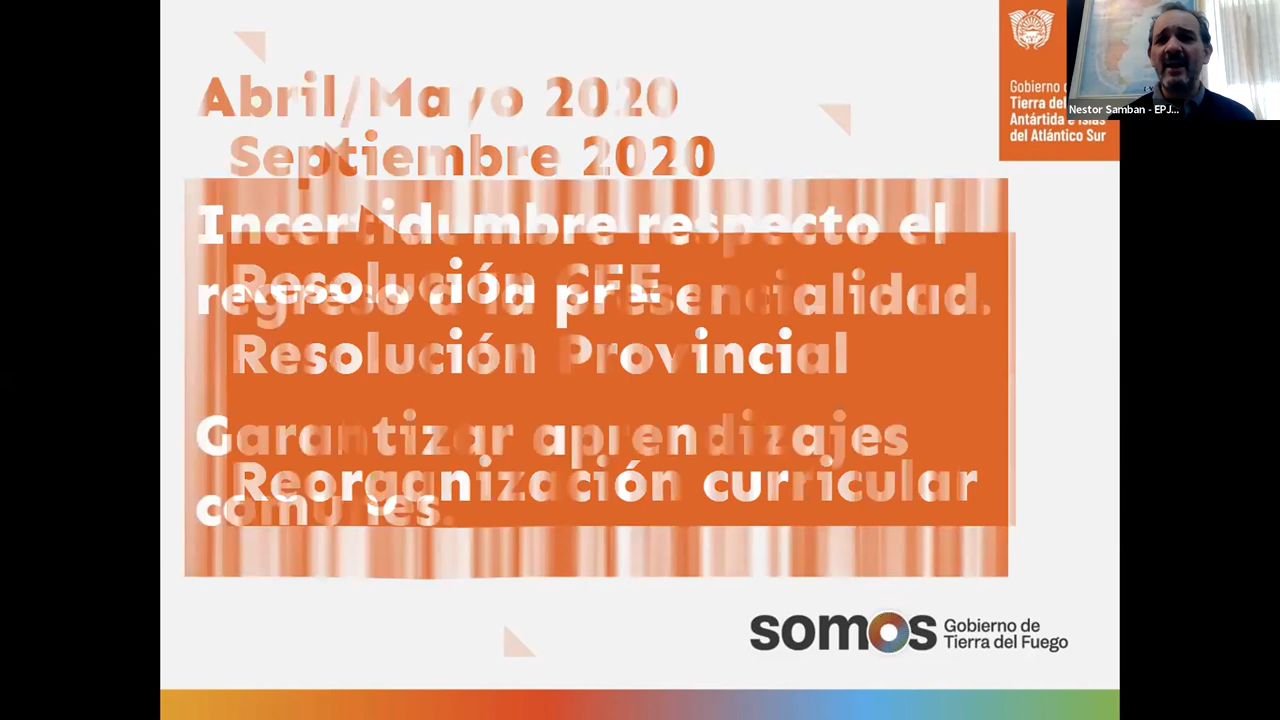 Abril/Mayo 2020
Septiembre 2020
Incertidumbre respecto el
Resolución CFE
regreso a la presencialidad.
Resolución Provincial
Garantizar aprendizajes
Reorganización curricular
comunes.
Gobierno de
Tierra del
Antártida e Islas
del Atlántico Sur
Nestor Samban - EPJ...
somos
Gobierno de
Tierra del Fuego